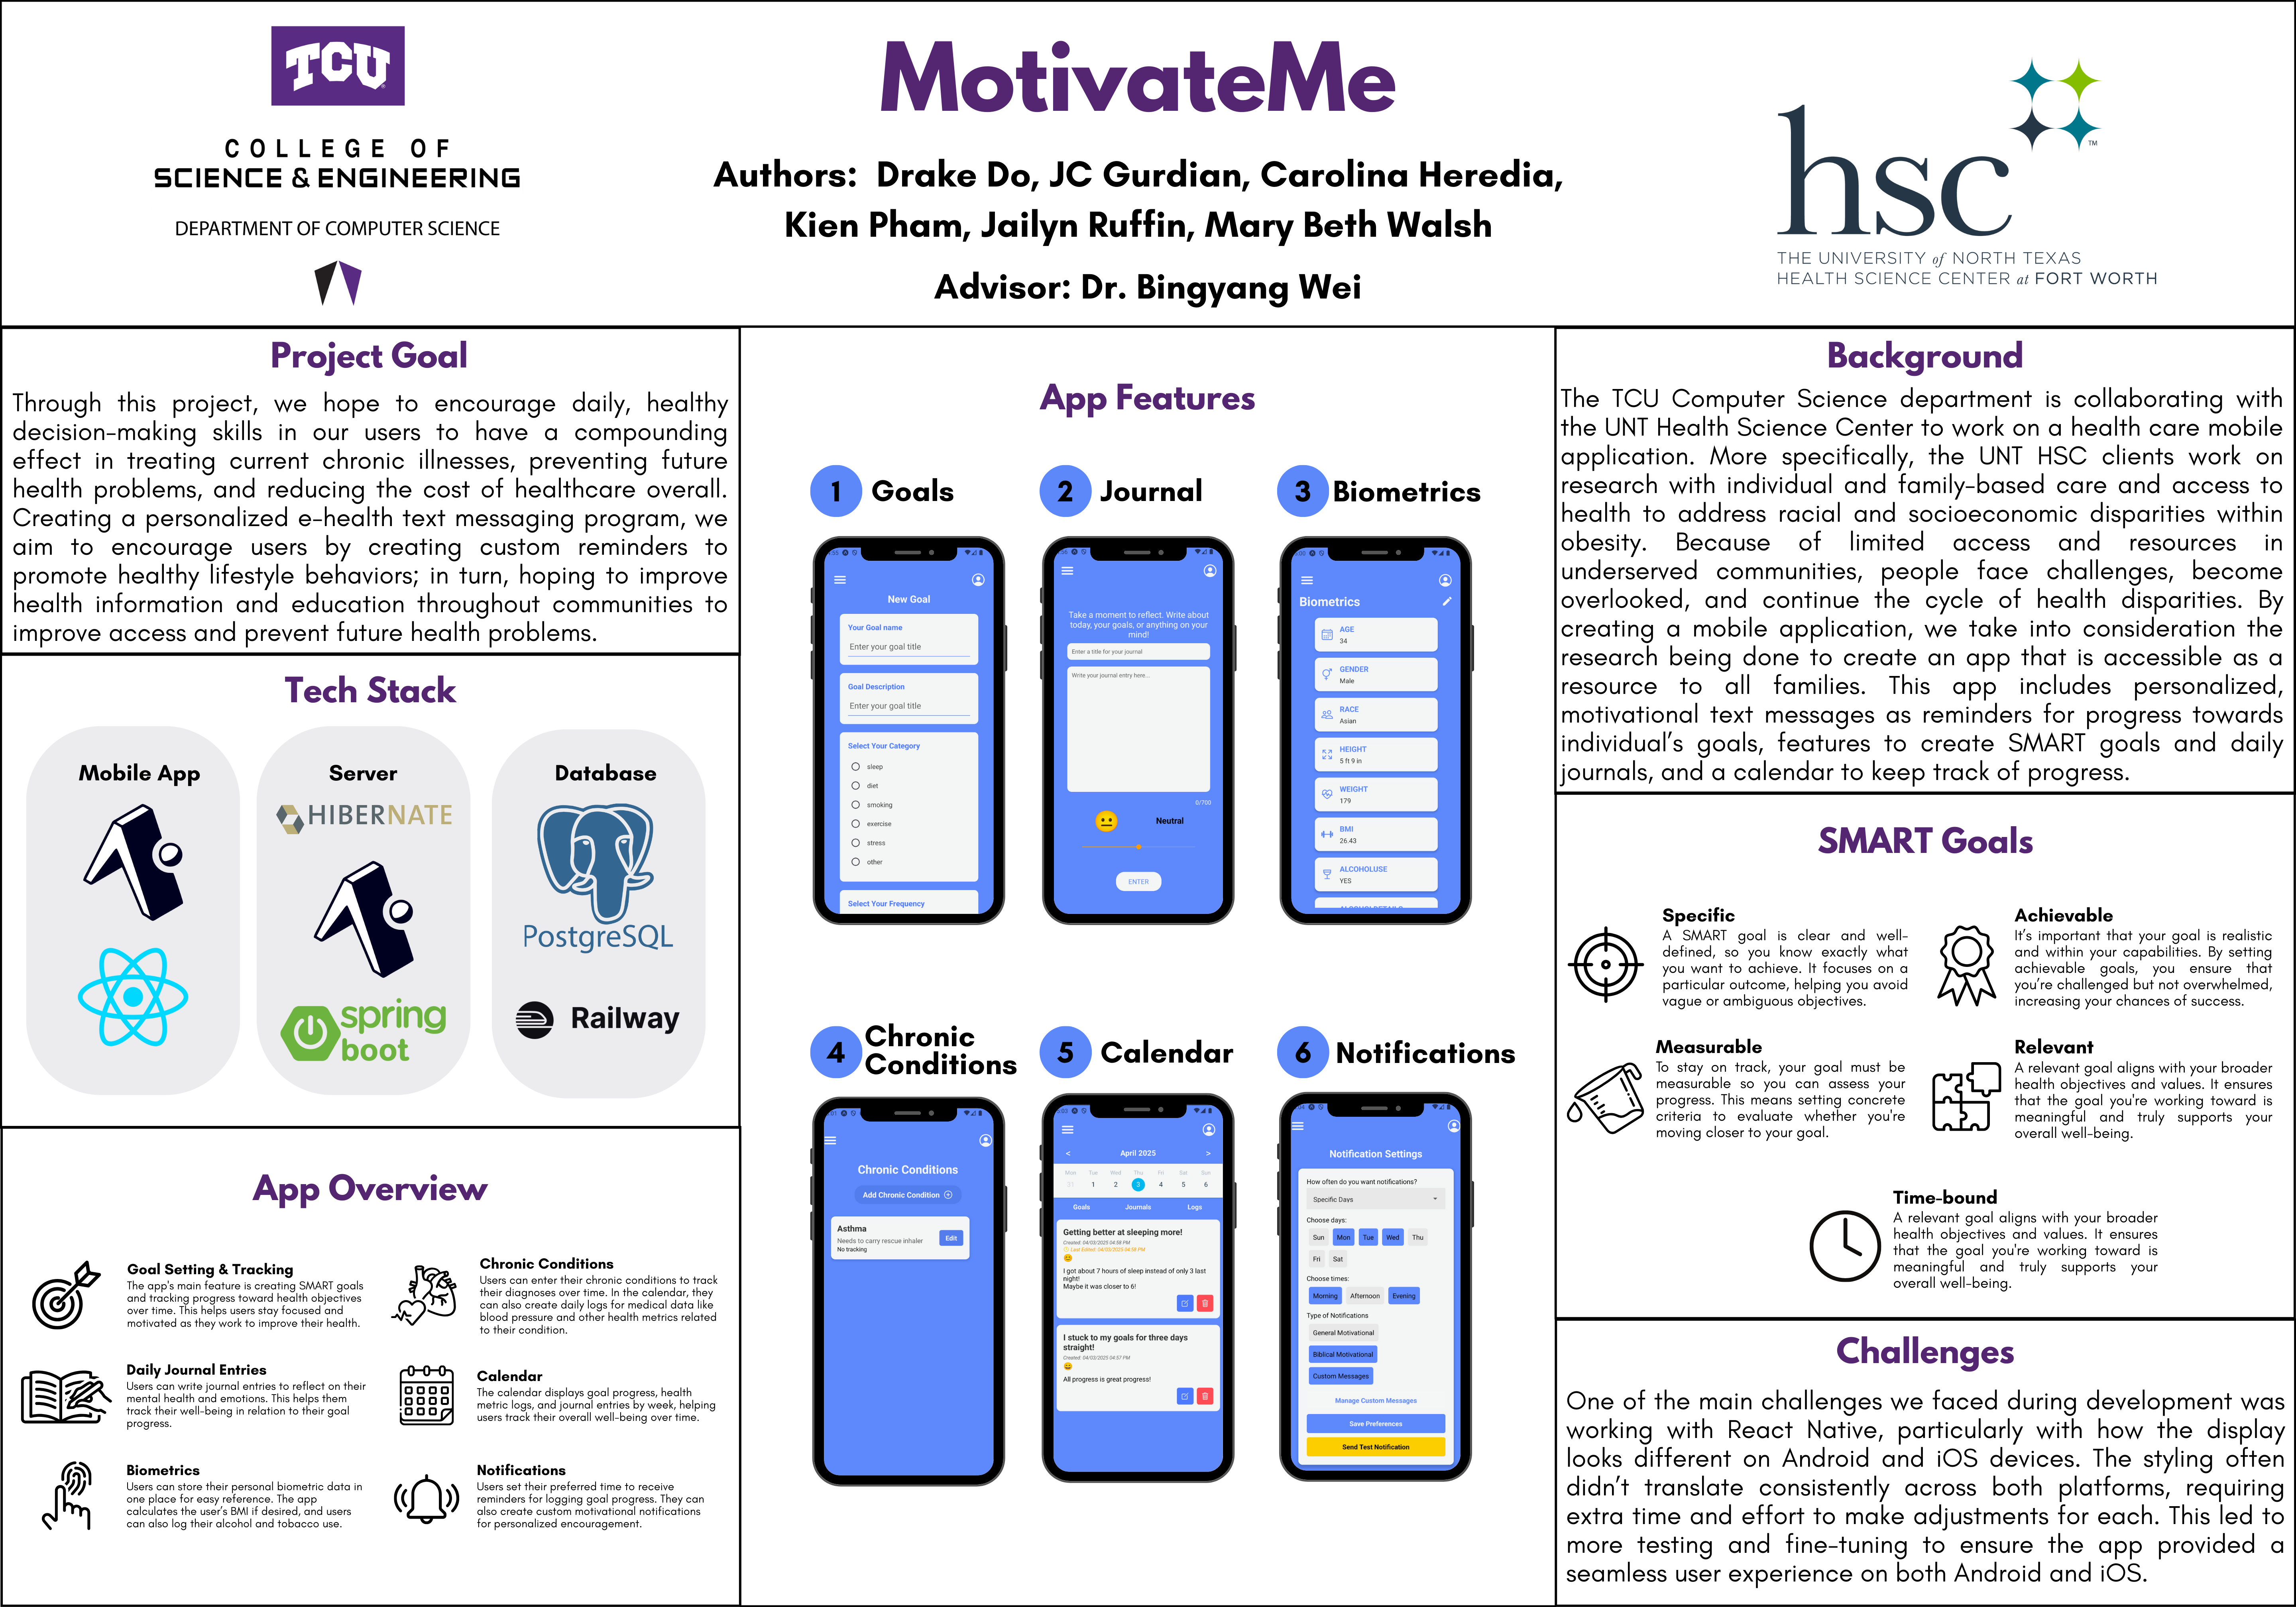 TCU
COLLEGE OF
SCIENCE & ENGINEERING
DEPARTMENT OF COMPUTER SCIENCE
MotivateMe
Authors: Drake Do, JC Gurdian, Carolina Heredia,
Kien Pham, Jailyn Ruffin, Mary Beth Walsh
Advisor: Dr. Bingyang Wei
hsc
TM
THE UNIVERSITY of NORTH TEXAS
HEALTH SCIENCE CENTER at FORT WORTH
Project Goal
Through this project, we hope to encourage daily, healthy
decision-making skills in our users to have a compounding
effect in treating current chronic illnesses, preventing future
health problems, and reducing the cost of healthcare overall.
Creating a personalized e-health text messaging program, we
aim to encourage users by creating custom reminders to
promote healthy lifestyle behaviors; in turn, hoping to improve
health information and education throughout communities to
improve access and prevent future health problems.
Tech Stack
Mobile App
Server
HIBERNATE
spring
boot
Database
PostgreSQL
Railway
App Overview
Goal Setting & Tracking
The app's main feature is creating SMART goals
and tracking progress toward health objectives
over time. This helps users stay focused and
motivated as they work to improve their health.
Daily Journal Entries
Users can write journal entries to reflect on their
mental health and emotions. This helps them
track their well-being in relation to their goal
progress.
Biometrics
Users can store their personal biometric data in
one place for easy reference. The app
calculates the user's BMI if desired, and users
can also log their alcohol and tobacco use.
Chronic Conditions
Users can enter their chronic conditions to track
their diagnoses over time. In the calendar, they
can also create daily logs for medical data like
blood pressure and other health metrics related
to their condition.
Calendar
The calendar displays goal progress, health
metric logs, and journal entries by week, helping
users track their overall well-being over time.
Notifications
Users set their preferred time to receive
reminders for logging goal progress. They can
also create custom motivational notifications
for personalized encouragement.
App Features
1 Goals
New Goal
Your Goal name
Enter your goal title
Goal Description
Enter your goal title
Select Your Category
sleep
diet
smoking
exercise
stress
other
Select Your Frequency
2 Journal
Take a moment to reflect. Write about
today, your goals, or anything on your
mind!
Enter a title for your journal
Write your journal entry here...
0/700
Neutral
ENTER
3 Biometrics
Biometrics
AGE
34
GENDER
Male
RACE
Asian
HEIGHT
5 ft 9 in
WEIGHT
179
BMI
26.43
ALCOHOLUSE
YES
4 Chronic
Conditions
Chronic Conditions
Add Chronic Condition
Asthma
Needs to carry rescue inhaler
No tracking
Edit
5 Calendar
< April 2025 >
Mon Tue Wed Thu Fri Sat Sun
31 1 2 3 4 5 6
Goals Journals Logs
Getting better at sleeping more!
Created: 04/03/2025 04:58 PM
Last Edited: 04/03/2025 04:58 PM
I got about 7 hours of sleep instead of only 3 last
night!
Maybe it was closer to 6!
I stuck to my goals for three days
straight!
Created: 04/03/2025 04:57 PM
All progress is great progress!
6 Notifications
Notification Settings
How often do you want notifications?
Specific Days
Choose days:
Sun Mon Tue Wed Thu
Fri Sat
Choose times:
Morning Afternoon Evening
Type of Notifications
General Motivational
Biblical Motivational
Custom Messages
Manage Custom Messages
Save Preferences
Send Test Notification
Background
The TCU Computer Science department is collaborating with
the UNT Health Science Center to work on a health care mobile
application. More specifically, the UNT HSC clients work on
research with individual and family-based care and access to
health to address racial and socioeconomic disparities within
obesity. Because of limited access and resources in
underserved communities, people face challenges, become
overlooked, and continue the cycle of health disparities. By
creating a mobile application, we take into consideration the
research being done to create an app that is accessible as a
resource to all families. This app includes personalized,
motivational text messages as reminders for progress towards
individual's goals, features to create SMART goals and daily
journals, and a calendar to keep track of progress.
SMART Goals
Specific
A SMART goal is clear and well-
defined, so you know exactly what
you want to achieve. It focuses on a
particular outcome, helping you avoid
vague or ambiguous objectives.
Achievable
It's important that your goal is realistic
and within your capabilities. By setting
achievable goals, you ensure that
you're challenged but not overwhelmed,
increasing your chances of success.
Measurable
To stay on track, your goal must be
measurable so you can assess your
progress. This means setting concrete
criteria to evaluate whether you're
moving closer to your goal.
Relevant
A relevant goal aligns with your broader
health objectives and values. It ensures
that the goal you're working toward is
meaningful and truly supports your
overall well-being.
Time-bound
A relevant goal aligns with your broader
health objectives and values. It ensures
that the goal you're working toward is
meaningful and truly supports your
overall well-being.
Challenges
One of the main challenges we faced during development was
working with React Native, particularly with how the display
looks different on Android and iOS devices. The styling often
didn't translate consistently across both platforms, requiring
extra time and effort to make adjustments for each. This led to
more testing and fine-tuning to ensure the app provided a
seamless user experience on both Android and iOS.